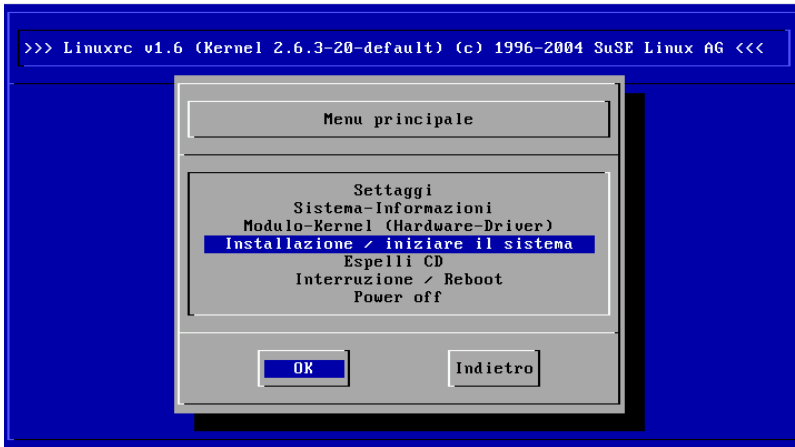 >>> Linuxrc v1.6 (Kernel 2.6.3-20-default) (c) 1996-2004 SuSE Linux AG <<<
Menu principale
Settaggi
Sistema-Informazioni
Modulo-Kernel (Hardware-Driver)
Installazione / iniziare il sistema
Espelli CD
Interruzione / Reboot
Power off
OK Indietro